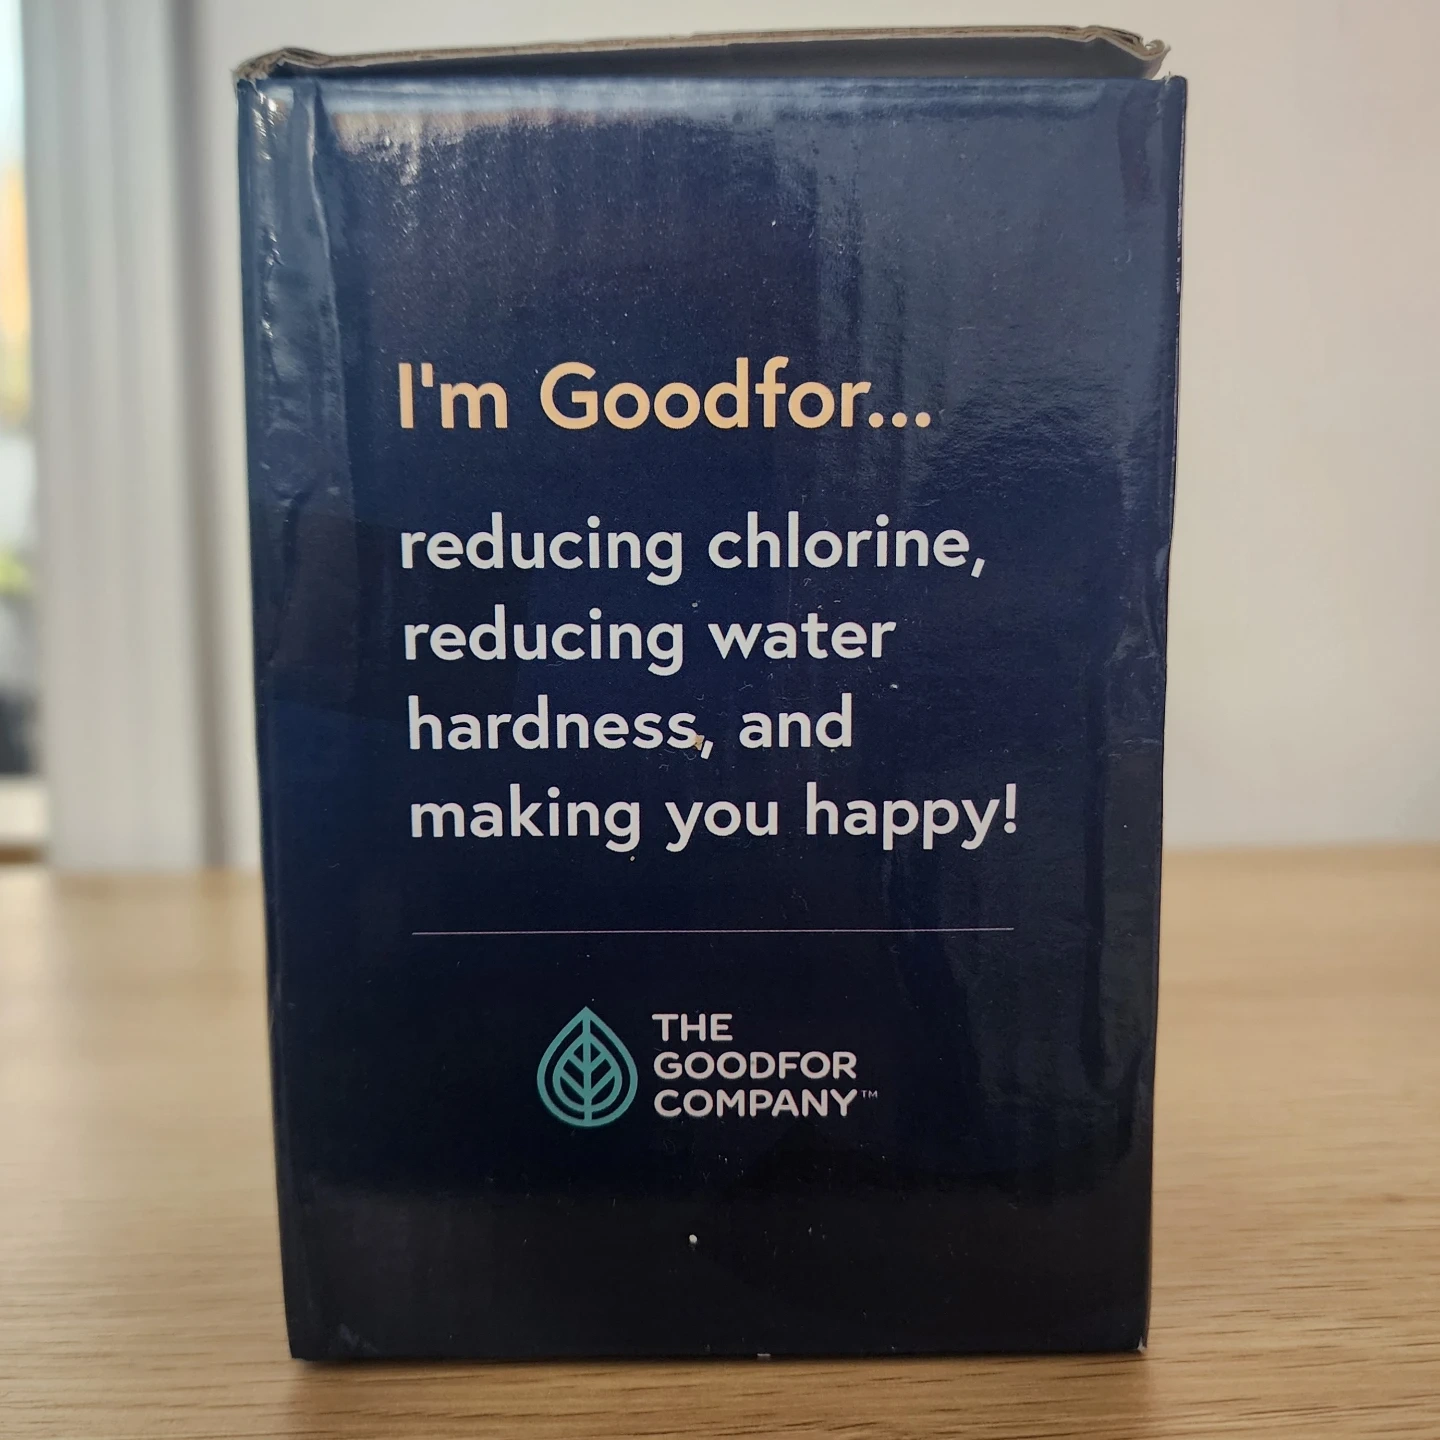 I'm Goodfor...
reducing chlorine,
reducing water
hardness, and
making you happy!
THE
GOODFOR
COMPANY™